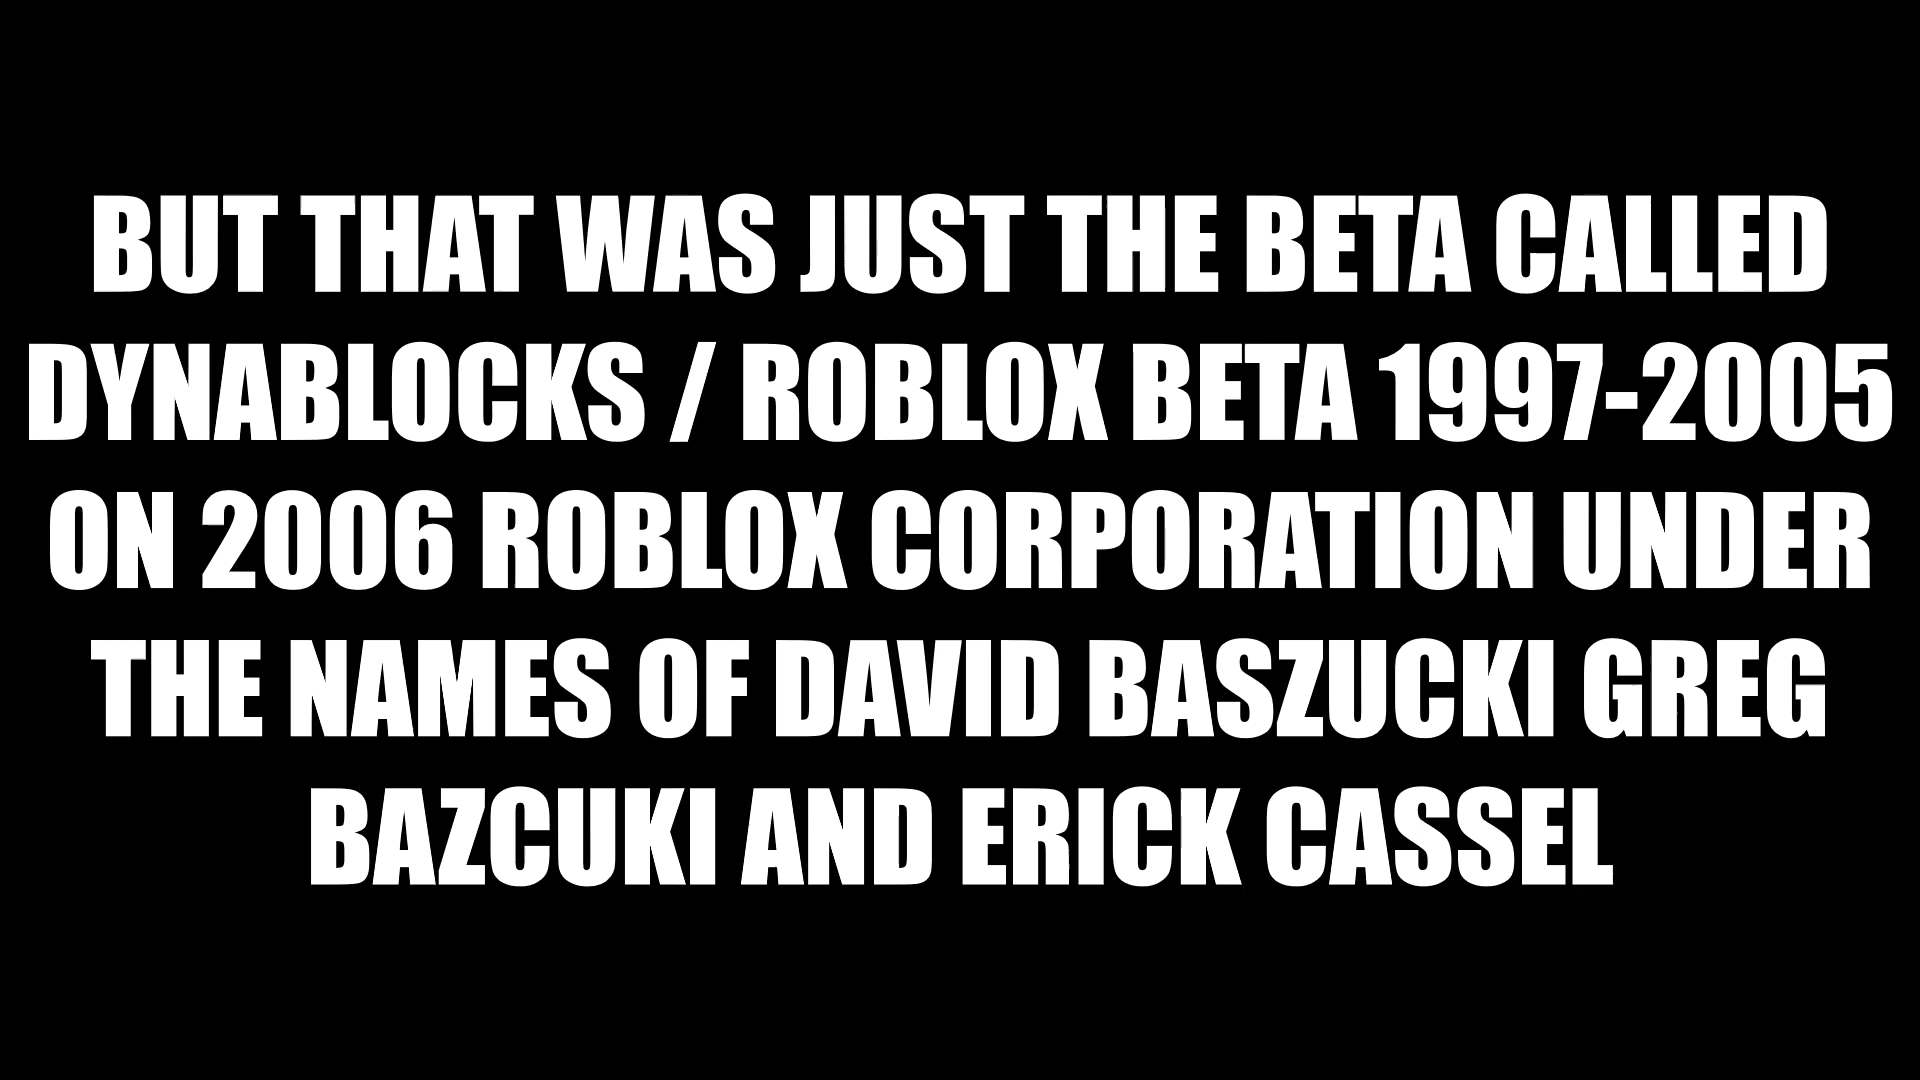 BUT THAT WAS JUST THE BETA CALLED
DYNABLOCKS / ROBLOX BETA 1997-2005
ON 2006 ROBLOX CORPORATION UNDER
THE NAMES OF DAVID BASZUCKI GREG
BAZCUKI AND ERICK CASSEL